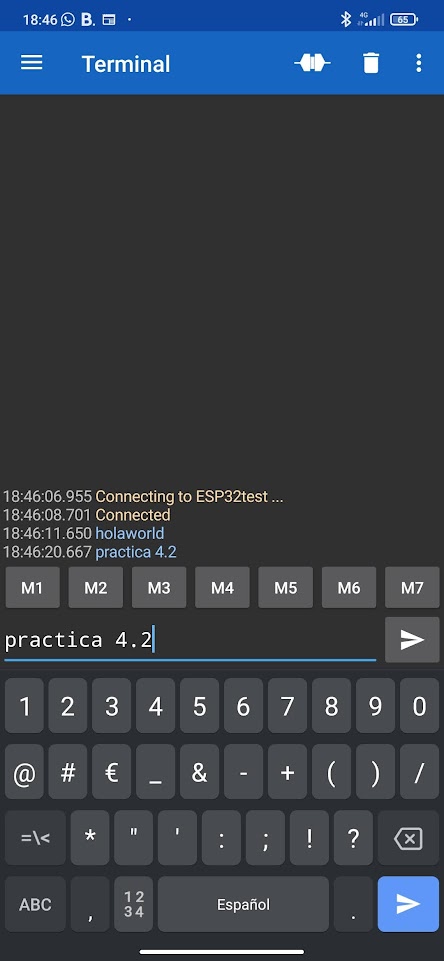 18:46 B. 4G 65
Terminal
18:46:06.955 Connecting to ESP32test ...
18:46:08.701 Connected
18:46:11.650 holaworld
18:46:20.667 practica 4.2
M1 M2 M3 M4 M5 M6 M7
practica 4.2
1 2 3 4 5 6 7 8 9 0
@ # € _ & - + ( ) /
=\< * " ' : ; ! ?
ABC , 12 34 Español .